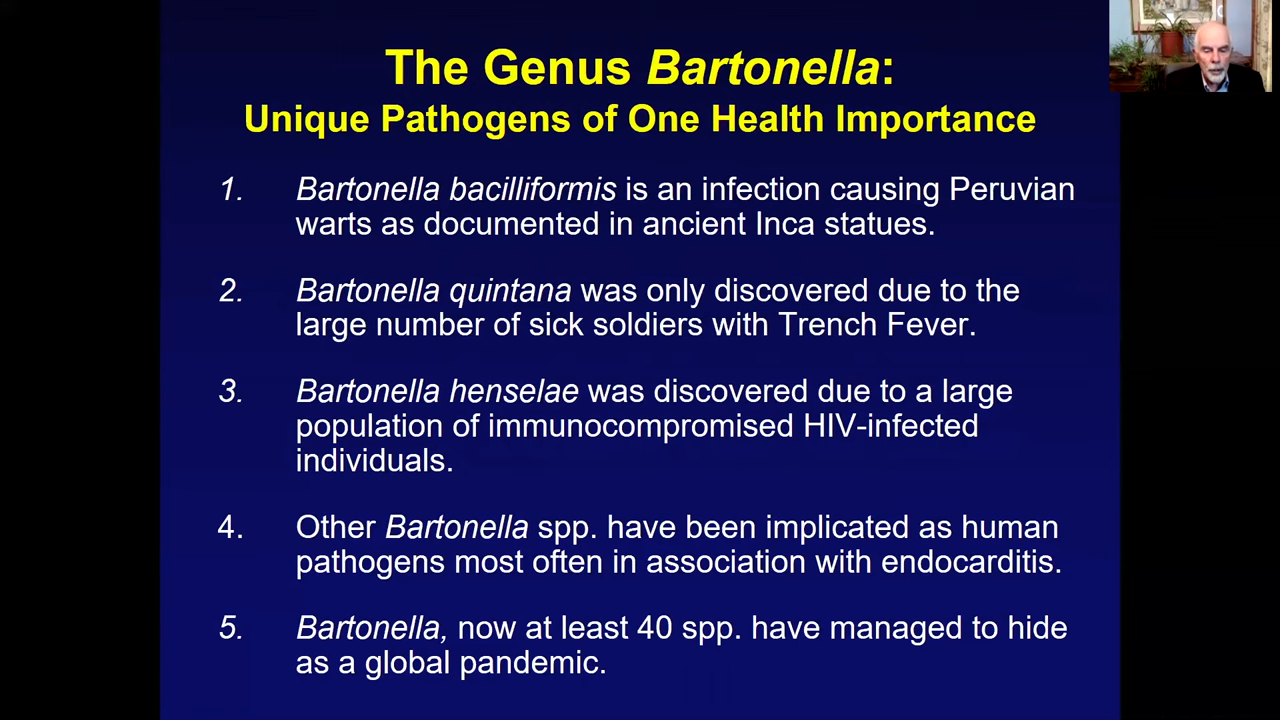 The Genus Bartonella:
Unique Pathogens of One Health Importance
1. Bartonella bacilliformis is an infection causing Peruvian
warts as documented in ancient Inca statues.
2. Bartonella quintana was only discovered due to the
large number of sick soldiers with Trench Fever.
3. Bartonella henselae was discovered due to a large
population of immunocompromised HIV-infected
individuals.
4. Other Bartonella spp. have been implicated as human
pathogens most often in association with endocarditis.
5. Bartonella, now at least 40 spp. have managed to hide
as a global pandemic.